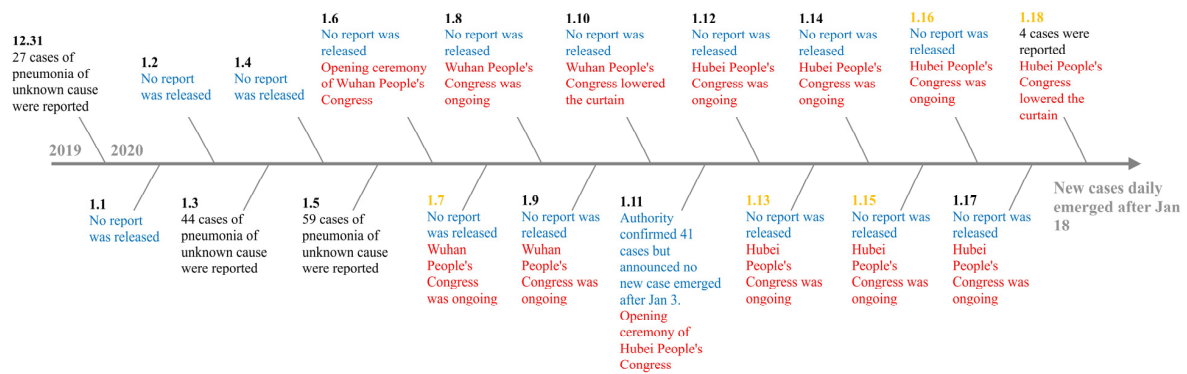 12.31
27 cases of
pneumonia of
unknown cause
were reported
1.2
No report
was released
1.4
No report
was released
1.6
No report was
released
Opening ceremony
of Wuhan People's
Congress
1.8
No report was
released
Wuhan People's
Congress was
ongoing
1.10
No report was
released
Wuhan People's
Congress lowered
the curtain
1.12
No report was
released
Hubei People's
Congress was
ongoing
1.14
No report was
released
Hubei People's
Congress was
ongoing
1.16
No report was
released
Hubei People's
Congress was
ongoing
1.18
4 cases were
reported
Hubei People's
Congress
lowered the
curtain
2019
2020
1.1
No report
was released
1.3
44 cases of
pneumonia of
unknown cause
were reported
1.5
59 cases of
pneumonia of
unknown cause
were reported
1.7
No report
was released
Wuhan
People's
Congress
was ongoing
1.9
No report was
released
Wuhan
People's
Congress was
ongoing
1.11
Authority
confirmed 41
cases but
announced no
new case emerged
after Jan 3.
Opening
ceremony of
Hubei People's
Congress
1.13
No report was
released
Hubei
People's
Congress was
ongoing
1.15
No report was
released
Hubei
People's
Congress was
ongoing
1.17
No report was
released
Hubei
People's
Congress was
ongoing
New cases daily
emerged after Jan
18